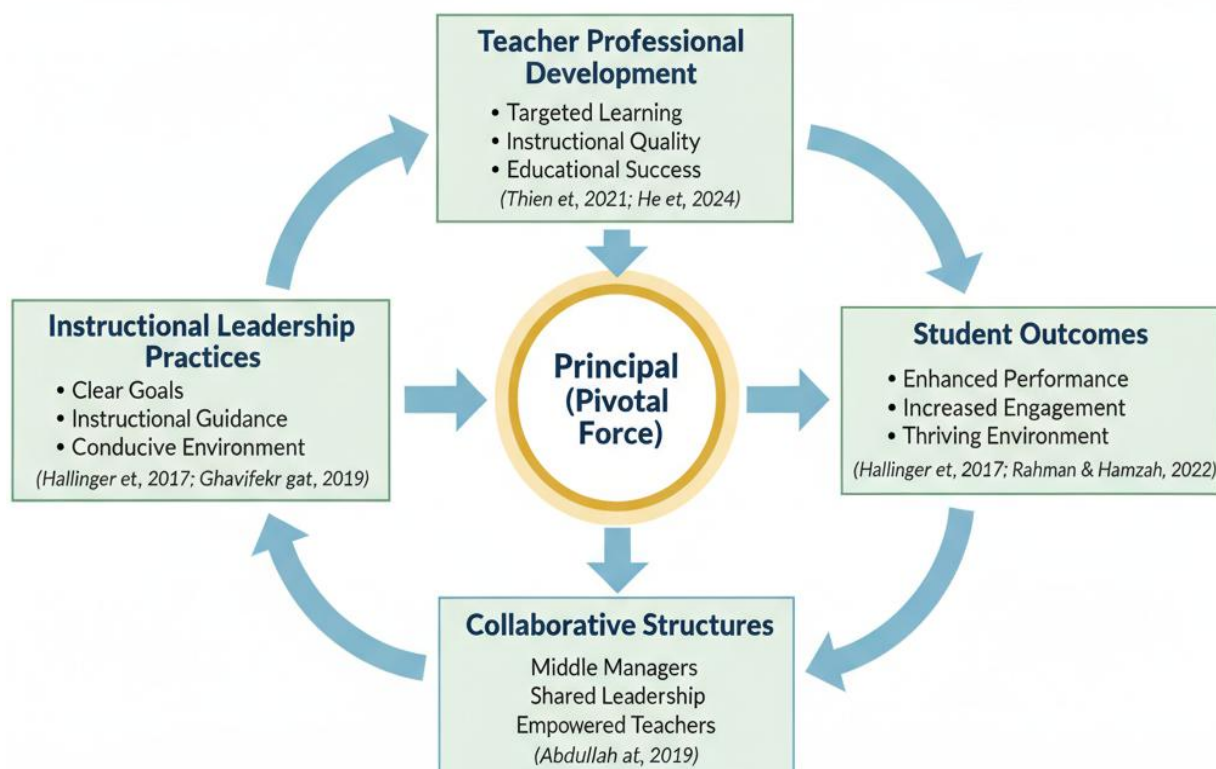 Teacher Professional
Development
• Targeted Learning
• Instructional Quality
• Educational Success
(Thien et, 2021; He et, 2024)
Instructional Leadership
Practices
• Clear Goals
• Instructional Guidance
• Conducive Environment
(Hallinger et, 2017; Ghavifekr gat, 2019)
Principal
(Pivotal
Force)
Student Outcomes
• Enhanced Performance
• Increased Engagement
• Thriving Environment
(Hallinger et, 2017; Rahman & Hamzah, 2022)
Collaborative Structures
Middle Managers
Shared Leadership
Empowered Teachers
(Abdullah at, 2019)